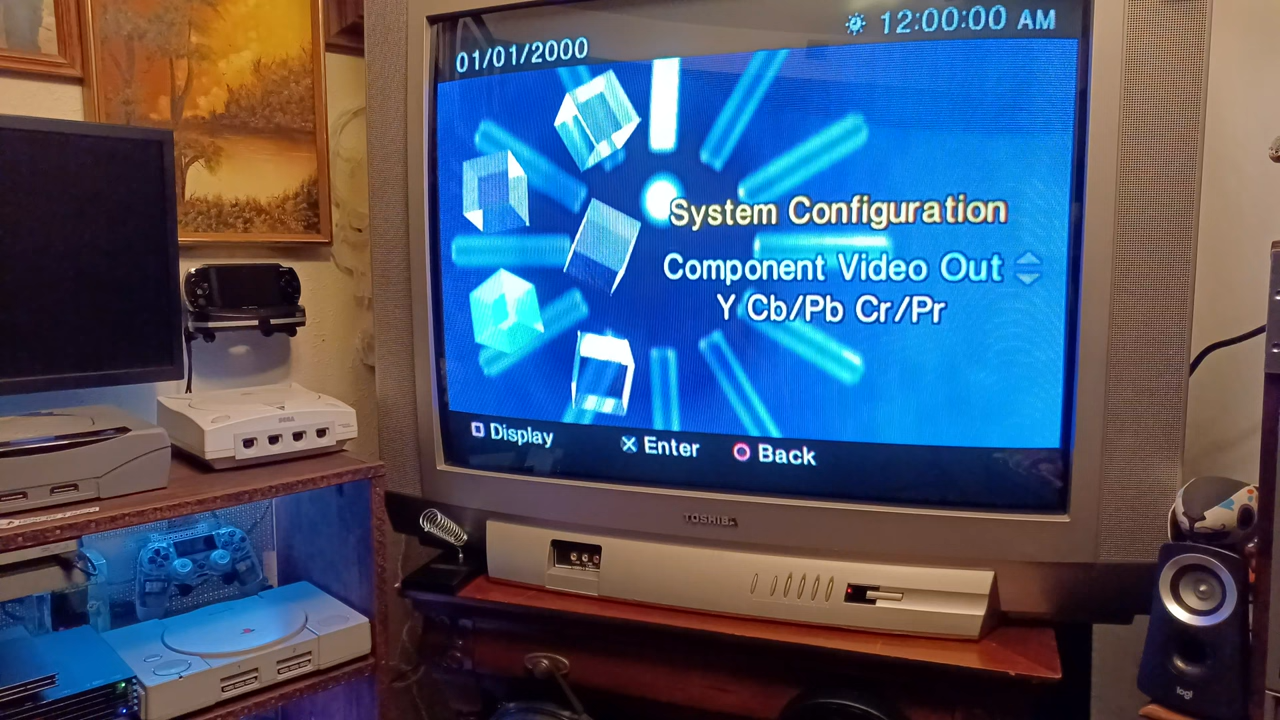 01/01/2000
12:00:00 AM
System Configuration
Component Video Out
Y Cb/Pb Cr/Pr
Display
Enter
Back
TOSHIBA
SEGA
logi